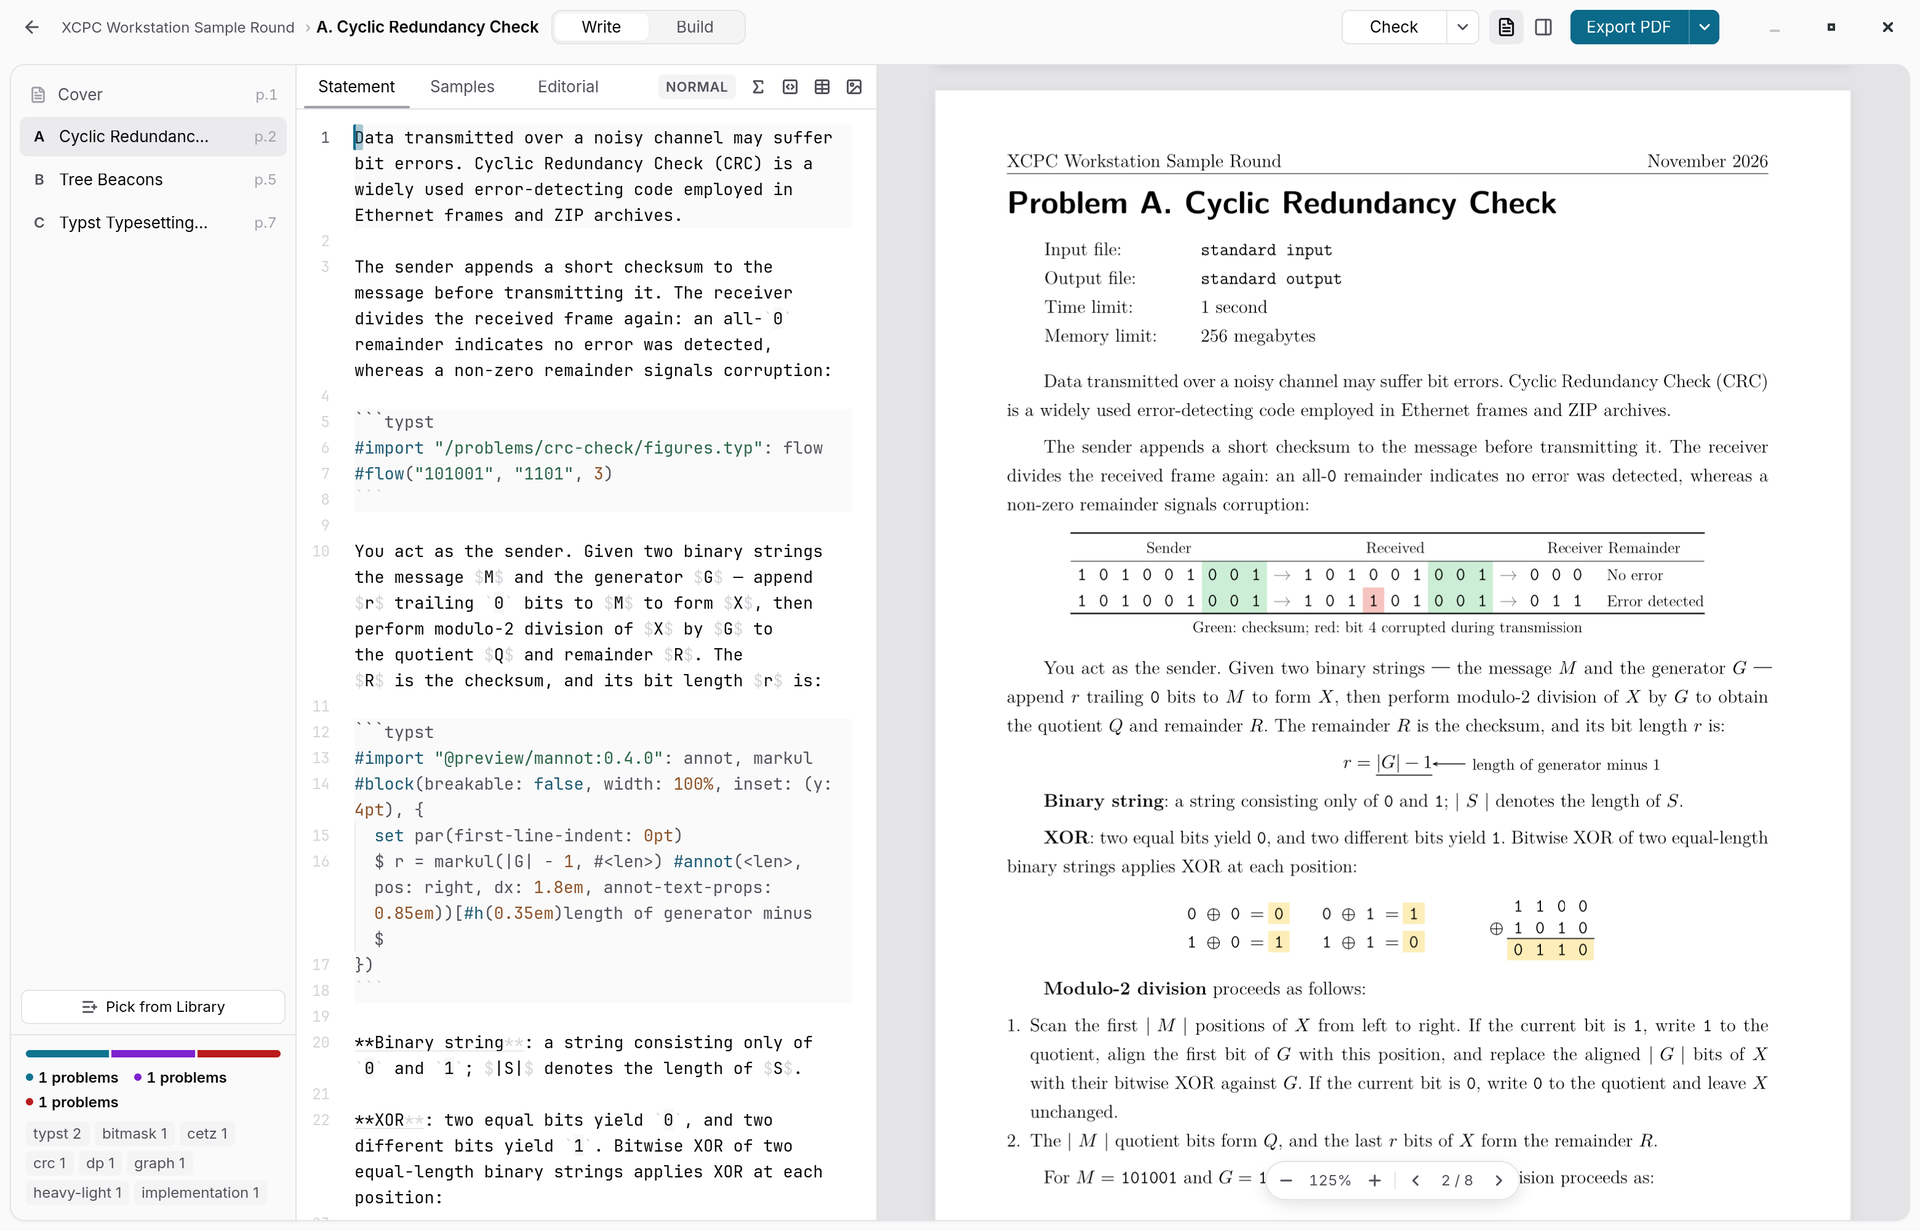 XCPC Workstation Sample Round › A. Cyclic Redundancy Check Write Build Check Export PDF
Cover p.1
A Cyclic Redundanc... p.2
B Tree Beacons p.5
C Typst Typesetting... p.7
Pick from Library
1 problems 1 problems
1 problems
typst 2 bitmask 1 cetz 1
crc 1 dp 1 graph 1
heavy-light 1 implementation 1
Statement Samples Editorial NORMAL
1 Data transmitted over a noisy channel may suffer
bit errors. Cyclic Redundancy Check (CRC) is a
widely used error-detecting code employed in
Ethernet frames and ZIP archives.
2
3 The sender appends a short checksum to the
message before transmitting it. The receiver
divides the received frame again: an all-`0`
remainder indicates no error was detected,
whereas a non-zero remainder signals corruption:
4
5 ```typst
6 #import "/problems/crc-check/figures.typ": flow
7 #flow("101001", "1101", 3)
8 ```
9
10 You act as the sender. Given two binary strings
the message $M$ and the generator $G$ — append
$r$ trailing `0` bits to $M$ to form $X$, then
perform modulo-2 division of $X$ by $G$ to
the quotient $Q$ and remainder $R$. The
$R$ is the checksum, and its bit length $r$ is:
11
12 ```typst
13 #import "@preview/mannot:0.4.0": annot, markul
14 #block(breakable: false, width: 100%, inset: (y:
4pt), {
15 set par(first-line-indent: 0pt)
16 $ r = markul(|G| - 1, #<len>) #annot(<len>,
pos: right, dx: 1.8em, annot-text-props:
0.85em))[#h(0.35em)length of generator minus
$
17 })
18 ```
19
20 **Binary string**: a string consisting only of
`0` and `1`; $|S|$ denotes the length of $S$.
21
22 **XOR**: two equal bits yield `0`, and two
different bits yield `1`. Bitwise XOR of two
equal-length binary strings applies XOR at each
position:
XCPC Workstation Sample Round November 2026
Problem A. Cyclic Redundancy Check
Input file: standard input
Output file: standard output
Time limit: 1 second
Memory limit: 256 megabytes
Data transmitted over a noisy channel may suffer bit errors. Cyclic Redundancy Check (CRC)
is a widely used error-detecting code employed in Ethernet frames and ZIP archives.
The sender appends a short checksum to the message before transmitting it. The receiver
divides the received frame again: an all-0 remainder indicates no error was detected, whereas a
non-zero remainder signals corruption:
Sender Received Receiver Remainder
1 0 1 0 0 1 0 0 1 → 1 0 1 0 0 1 0 0 1 → 0 0 0 No error
1 0 1 0 0 1 0 0 1 → 1 0 1 1 0 1 0 0 1 → 0 1 1 Error detected
Green: checksum; red: bit 4 corrupted during transmission
You act as the sender. Given two binary strings — the message M and the generator G —
append r trailing 0 bits to M to form X, then perform modulo-2 division of X by G to obtain
the quotient Q and remainder R. The remainder R is the checksum, and its bit length r is:
r = |G| − 1 ← length of generator minus 1
Binary string: a string consisting only of 0 and 1; | S | denotes the length of S.
XOR: two equal bits yield 0, and two different bits yield 1. Bitwise XOR of two equal-length
binary strings applies XOR at each position:
0 ⊕ 0 = 0 0 ⊕ 1 = 1
1 ⊕ 0 = 1 1 ⊕ 1 = 0
1 1 0 0
⊕ 1 0 1 0
0 1 1 0
Modulo-2 division proceeds as follows:
1. Scan the first | M | positions of X from left to right. If the current bit is 1, write 1 to the
quotient, align the first bit of G with this position, and replace the aligned | G | bits of X
with their bitwise XOR against G. If the current bit is 0, write 0 to the quotient and leave X
unchanged.
2. The | M | quotient bits form Q, and the last r bits of X form the remainder R.
For M = 101001 and G = 1 ision proceeds as:
− 125% + 2 / 8